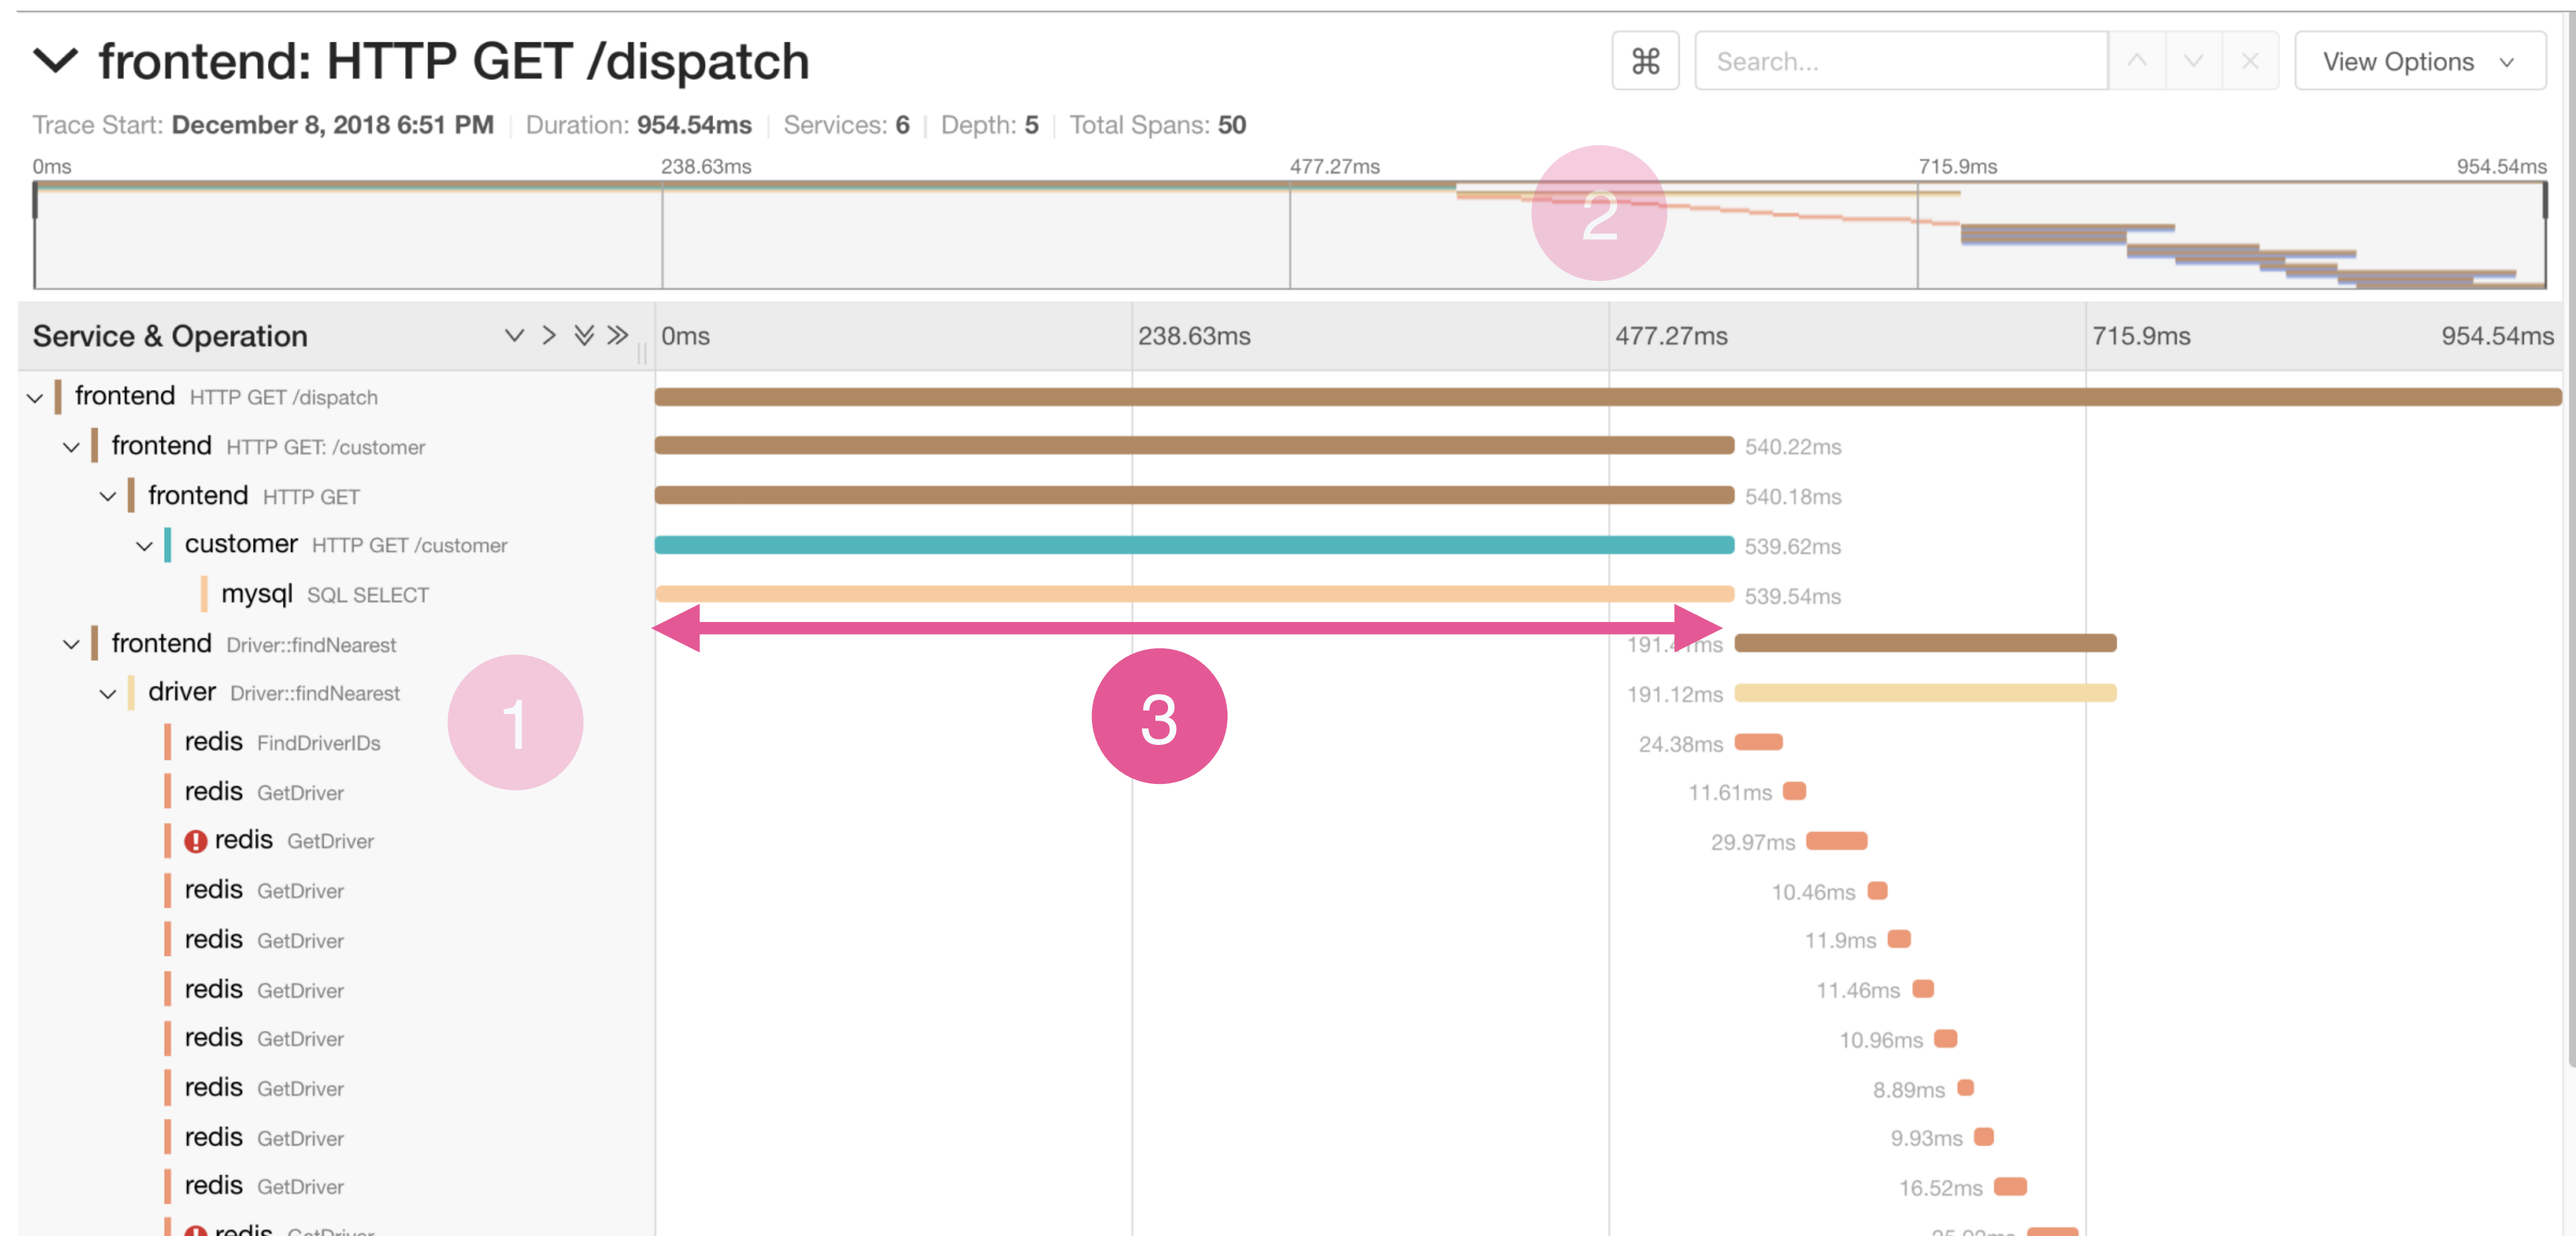 frontend: HTTP GET /dispatch
⌘ Search... View Options
Trace Start: December 8, 2018 6:51 PM Duration: 954.54ms Services: 6 Depth: 5 Total Spans: 50
0ms 238.63ms 477.27ms 715.9ms 954.54ms
2
Service & Operation 0ms 238.63ms 477.27ms 715.9ms 954.54ms
frontend HTTP GET /dispatch
frontend HTTP GET: /customer 540.22ms
frontend HTTP GET 540.18ms
customer HTTP GET /customer 539.62ms
mysql SQL SELECT 539.54ms
frontend Driver::findNearest
driver Driver::findNearest 191.12ms
1 3
redis FindDriverIDs 24.38ms
redis GetDriver 11.61ms
redis GetDriver 29.97ms
redis GetDriver 10.46ms
redis GetDriver 11.9ms
redis GetDriver 11.46ms
redis GetDriver 10.96ms
redis GetDriver 8.89ms
redis GetDriver 9.93ms
redis GetDriver 16.52ms
redis GetDriver